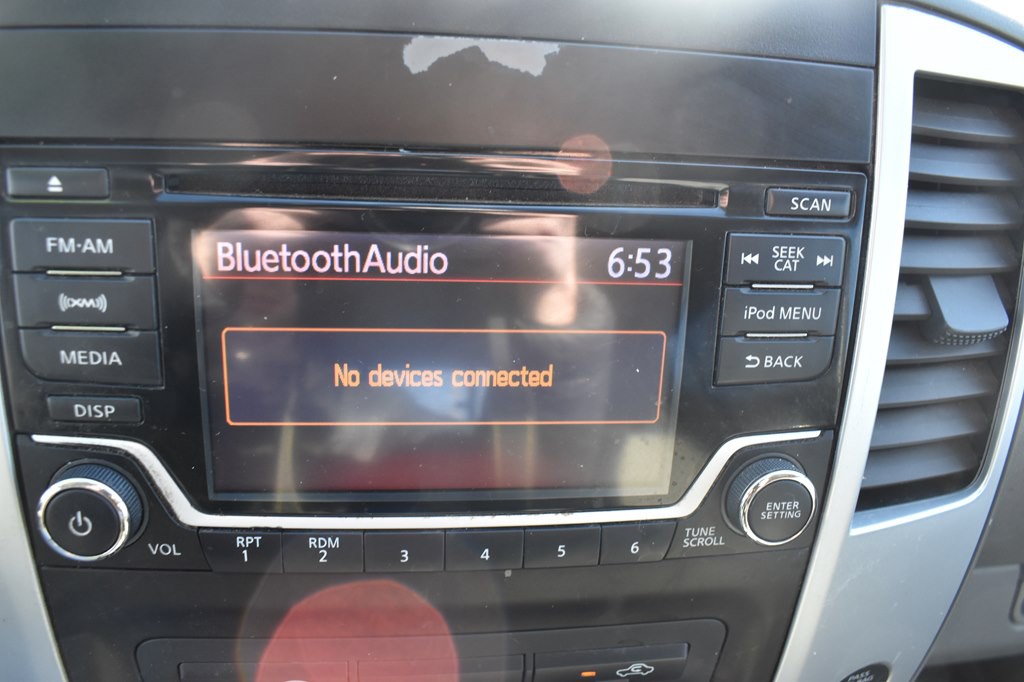 SCAN
FM·AM
SEEK
CAT
BluetoothAudio 6:53
((XM))
iPod MENU
MEDIA
BACK
No devices connected
DISP
ENTER
SETTING
VOL
RPT
1
RDM
2
3
4
5
6
TUNE
SCROLL